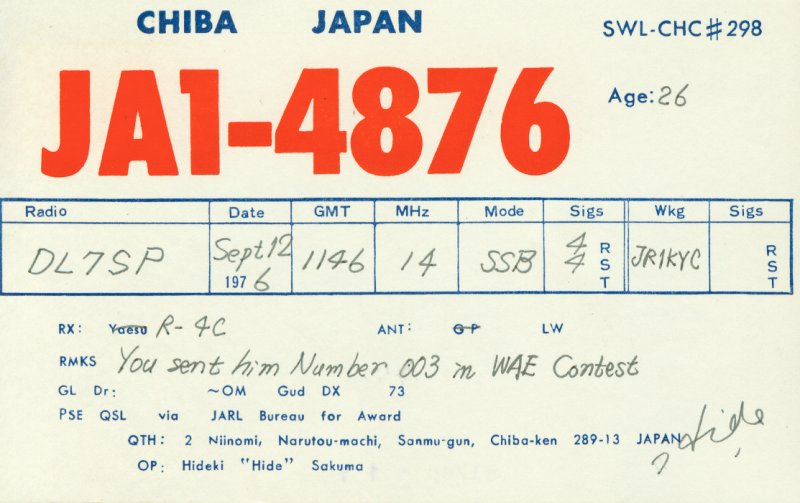 CHIBA JAPAN SWL-CHC#298
JA1-4876 Age: 26
Radio Date GMT MHz Mode Sigs Wkg Sigs
DL7SP Sept 12 1976 1146 14 SSB 44 RST JR1KYC RST
RX: Yaesu R-4C ANT: GP LW
RMKS You sent him Number 003 in WAE Contest
GL Dr: ~OM Gud DX 73
PSE QSL via JARL Bureau for Award
QTH: 2 Niinomi, Narutou-machi, Sanmu-gun, Chiba-ken 289-13 JAPAN
OP: Hideki "Hide" Sakuma
Hide